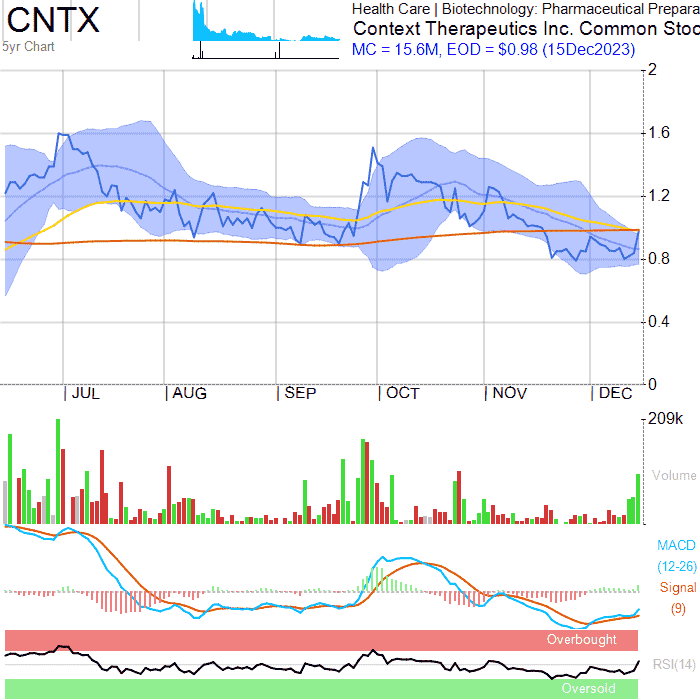 CNTX
5yr Chart
Health Care | Biotechnology: Pharmaceutical Prepara
Context Therapeutics Inc. Common Stoc
MC = 15.6M, EOD = $0.98 (15Dec2023)
2
1.6
1.2
0.8
0.4
0
JUL AUG SEP OCT NOV DEC
209k
Volume
MACD
(12-26)
Signal
(9)
Overbought
RSI(14)
Oversold